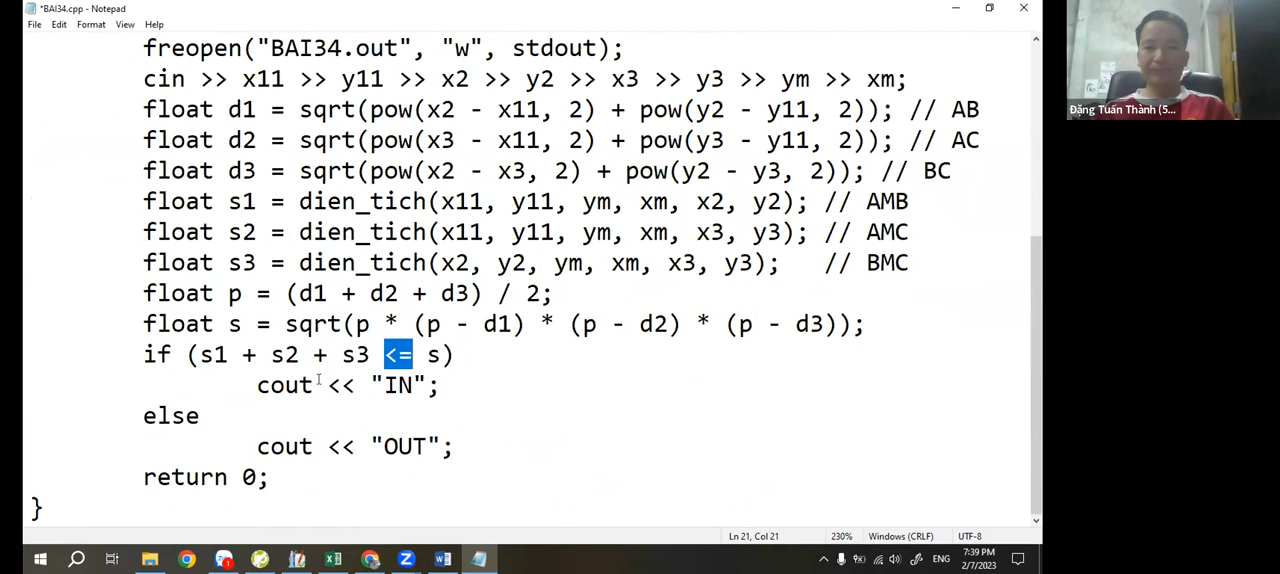 *BAI34.cpp - Notepad
File Edit Format View Help
freopen("BAI34.out", "w", stdout);
cin >> x11 >> y11 >> x2 >> y2 >> x3 >> y3 >> ym >> xm;
float d1 = sqrt(pow(x2 - x11, 2) + pow(y2 - y11, 2)); // AB
float d2 = sqrt(pow(x3 - x11, 2) + pow(y3 - y11, 2)); // AC
float d3 = sqrt(pow(x2 - x3, 2) + pow(y2 - y3, 2)); // BC
float s1 = dien_tich(x11, y11, ym, xm, x2, y2); // AMB
float s2 = dien_tich(x11, y11, ym, xm, x3, y3); // AMC
float s3 = dien_tich(x2, y2, ym, xm, x3, y3); // BMC
float p = (d1 + d2 + d3) / 2;
float s = sqrt(p * (p - d1) * (p - d2) * (p - d3));
if (s1 + s2 + s3 <= s)
cout << "IN";
else
cout << "OUT";
return 0;
}
Đặng Tuấn Thành (5...
Ln 21, Col 21 230% Windows (CRLF) UTF-8
ENG 7:39 PM
2/7/2023